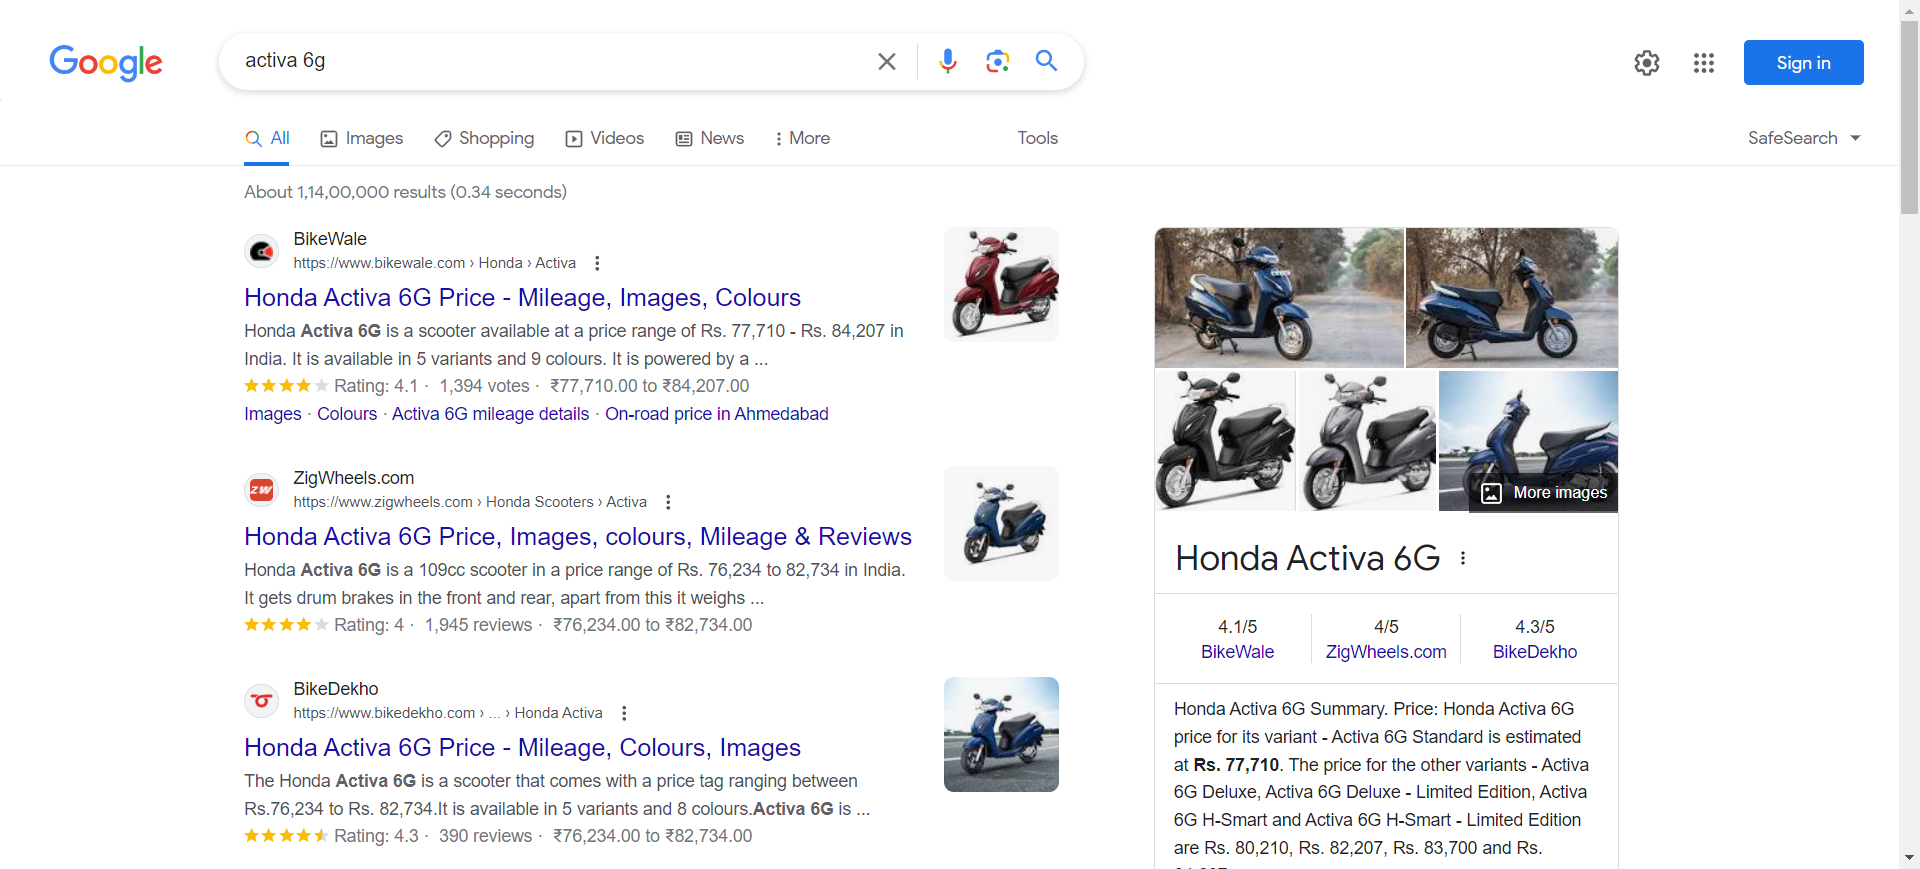 Google
activa 6g
Sign in
All
Images
Shopping
Videos
News
More
Tools
SafeSearch
About 1,14,00,000 results (0.34 seconds)
BikeWale
https://www.bikewale.com › Honda › Activa
Honda Activa 6G Price - Mileage, Images, Colours
Honda Activa 6G is a scooter available at a price range of Rs. 77,710 - Rs. 84,207 in
India. It is available in 5 variants and 9 colours. It is powered by a ...
Rating: 4.1 · 1,394 votes · ₹77,710.00 to ₹84,207.00
Images · Colours · Activa 6G mileage details · On-road price in Ahmedabad
ZW
ZigWheels.com
https://www.zigwheels.com › Honda Scooters › Activa
Honda Activa 6G Price, Images, colours, Mileage & Reviews
Honda Activa 6G is a 109cc scooter in a price range of Rs. 76,234 to 82,734 in India.
It gets drum brakes in the front and rear, apart from this it weighs ...
Rating: 4 · 1,945 reviews · ₹76,234.00 to ₹82,734.00
BikeDekho
https://www.bikedekho.com › ... › Honda Activa
Honda Activa 6G Price - Mileage, Colours, Images
The Honda Activa 6G is a scooter that comes with a price tag ranging between
Rs.76,234 to Rs. 82,734.It is available in 5 variants and 8 colours.Activa 6G is ...
Rating: 4.3 · 390 reviews · ₹76,234.00 to ₹82,734.00
More images
Honda Activa 6G
4.1/5
BikeWale
4/5
ZigWheels.com
4.3/5
BikeDekho
Honda Activa 6G Summary. Price: Honda Activa 6G
price for its variant - Activa 6G Standard is estimated
at Rs. 77,710. The price for the other variants - Activa
6G Deluxe, Activa 6G Deluxe - Limited Edition, Activa
6G H-Smart and Activa 6G H-Smart - Limited Edition
are Rs. 80,210, Rs. 82,207, Rs. 83,700 and Rs.